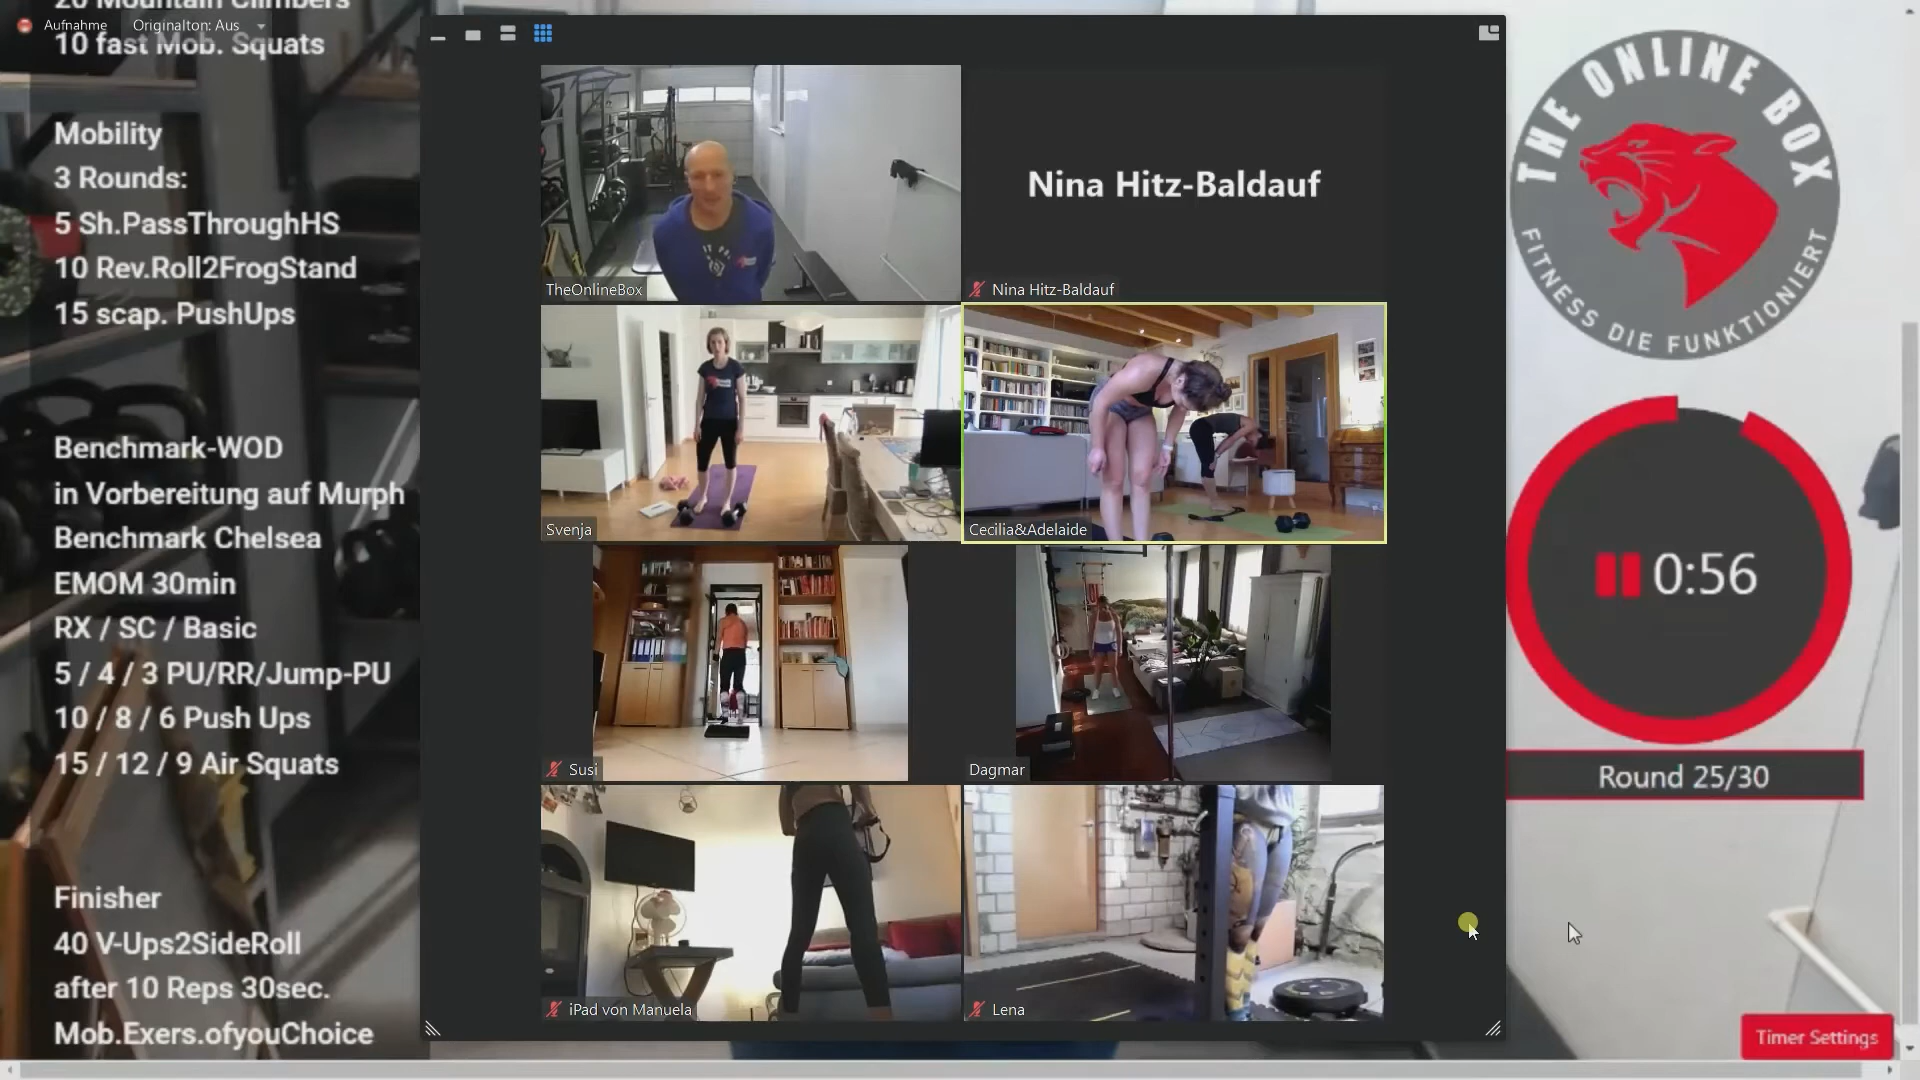 20 Mountain Climbers
Aufnahme
Originalton: Aus
10 fast Mob. Squats
Mobility
3 Rounds:
5 Sh.PassThroughHS
10 Rev.Roll2FrogStand
15 scap. PushUps
Benchmark-WOD
in Vorbereitung auf Murph
Benchmark Chelsea
EMOM 30min
RX / SC / Basic
5 / 4 / 3 PU/RR/Jump-PU
10 / 8 / 6 Push Ups
15 / 12 / 9 Air Squats
Finisher
40 V-Ups2SideRoll
after 10 Reps 30sec.
Mob.Exers.ofyouChoice
TheOnlineBox
Nina Hitz-Baldauf
Nina Hitz-Baldauf
Svenja
Cecilia&Adelaide
Susi
Dagmar
iPad von Manuela
Lena
THE ONLINE BOX
FITNESS DIE FUNKTIONIERT
0:56
Round 25/30
Timer Settings